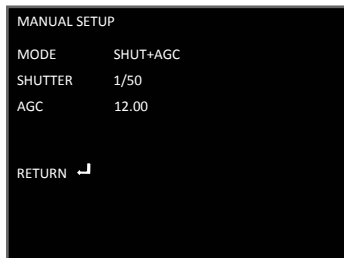 MANUAL SETUP
MODE SHUT+AGC
SHUTTER 1/50
AGC 12.00
RETURN ↵